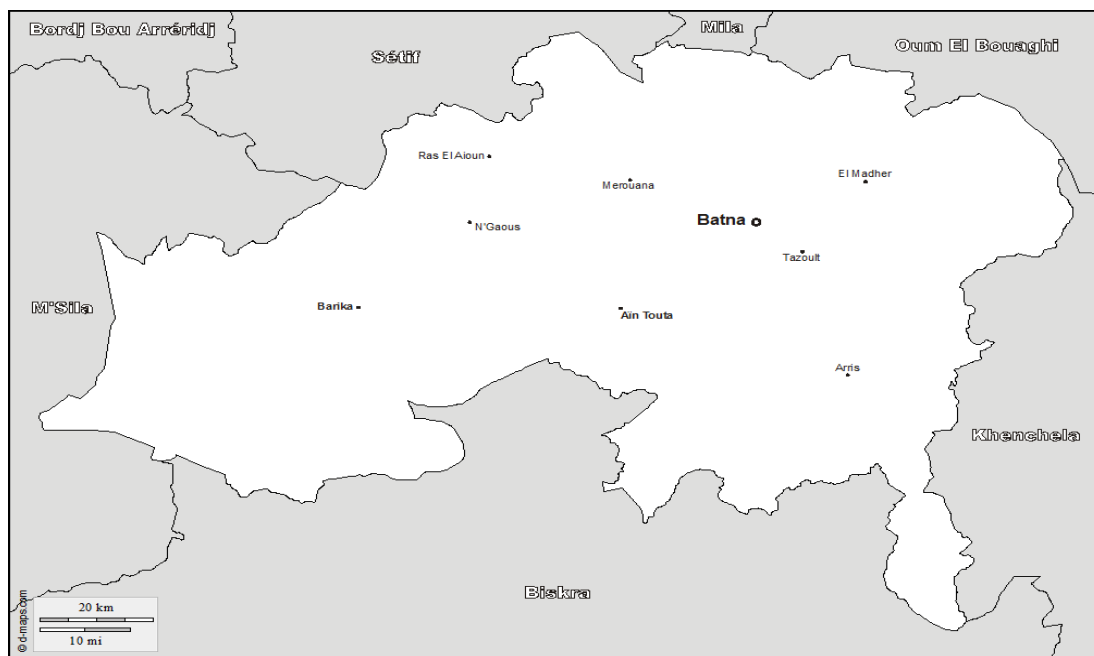 Bordj Bou Arréridj
Mila
Oum El Bouaghi
Sétif
Ras El Aioun
El Madher
Merouana
Batna
N'Gaous
Tazoult
M'Sila
Barika
Aïn Touta
Arris
Khenchela
Biskra
20 km
10 mi
© d-maps.com